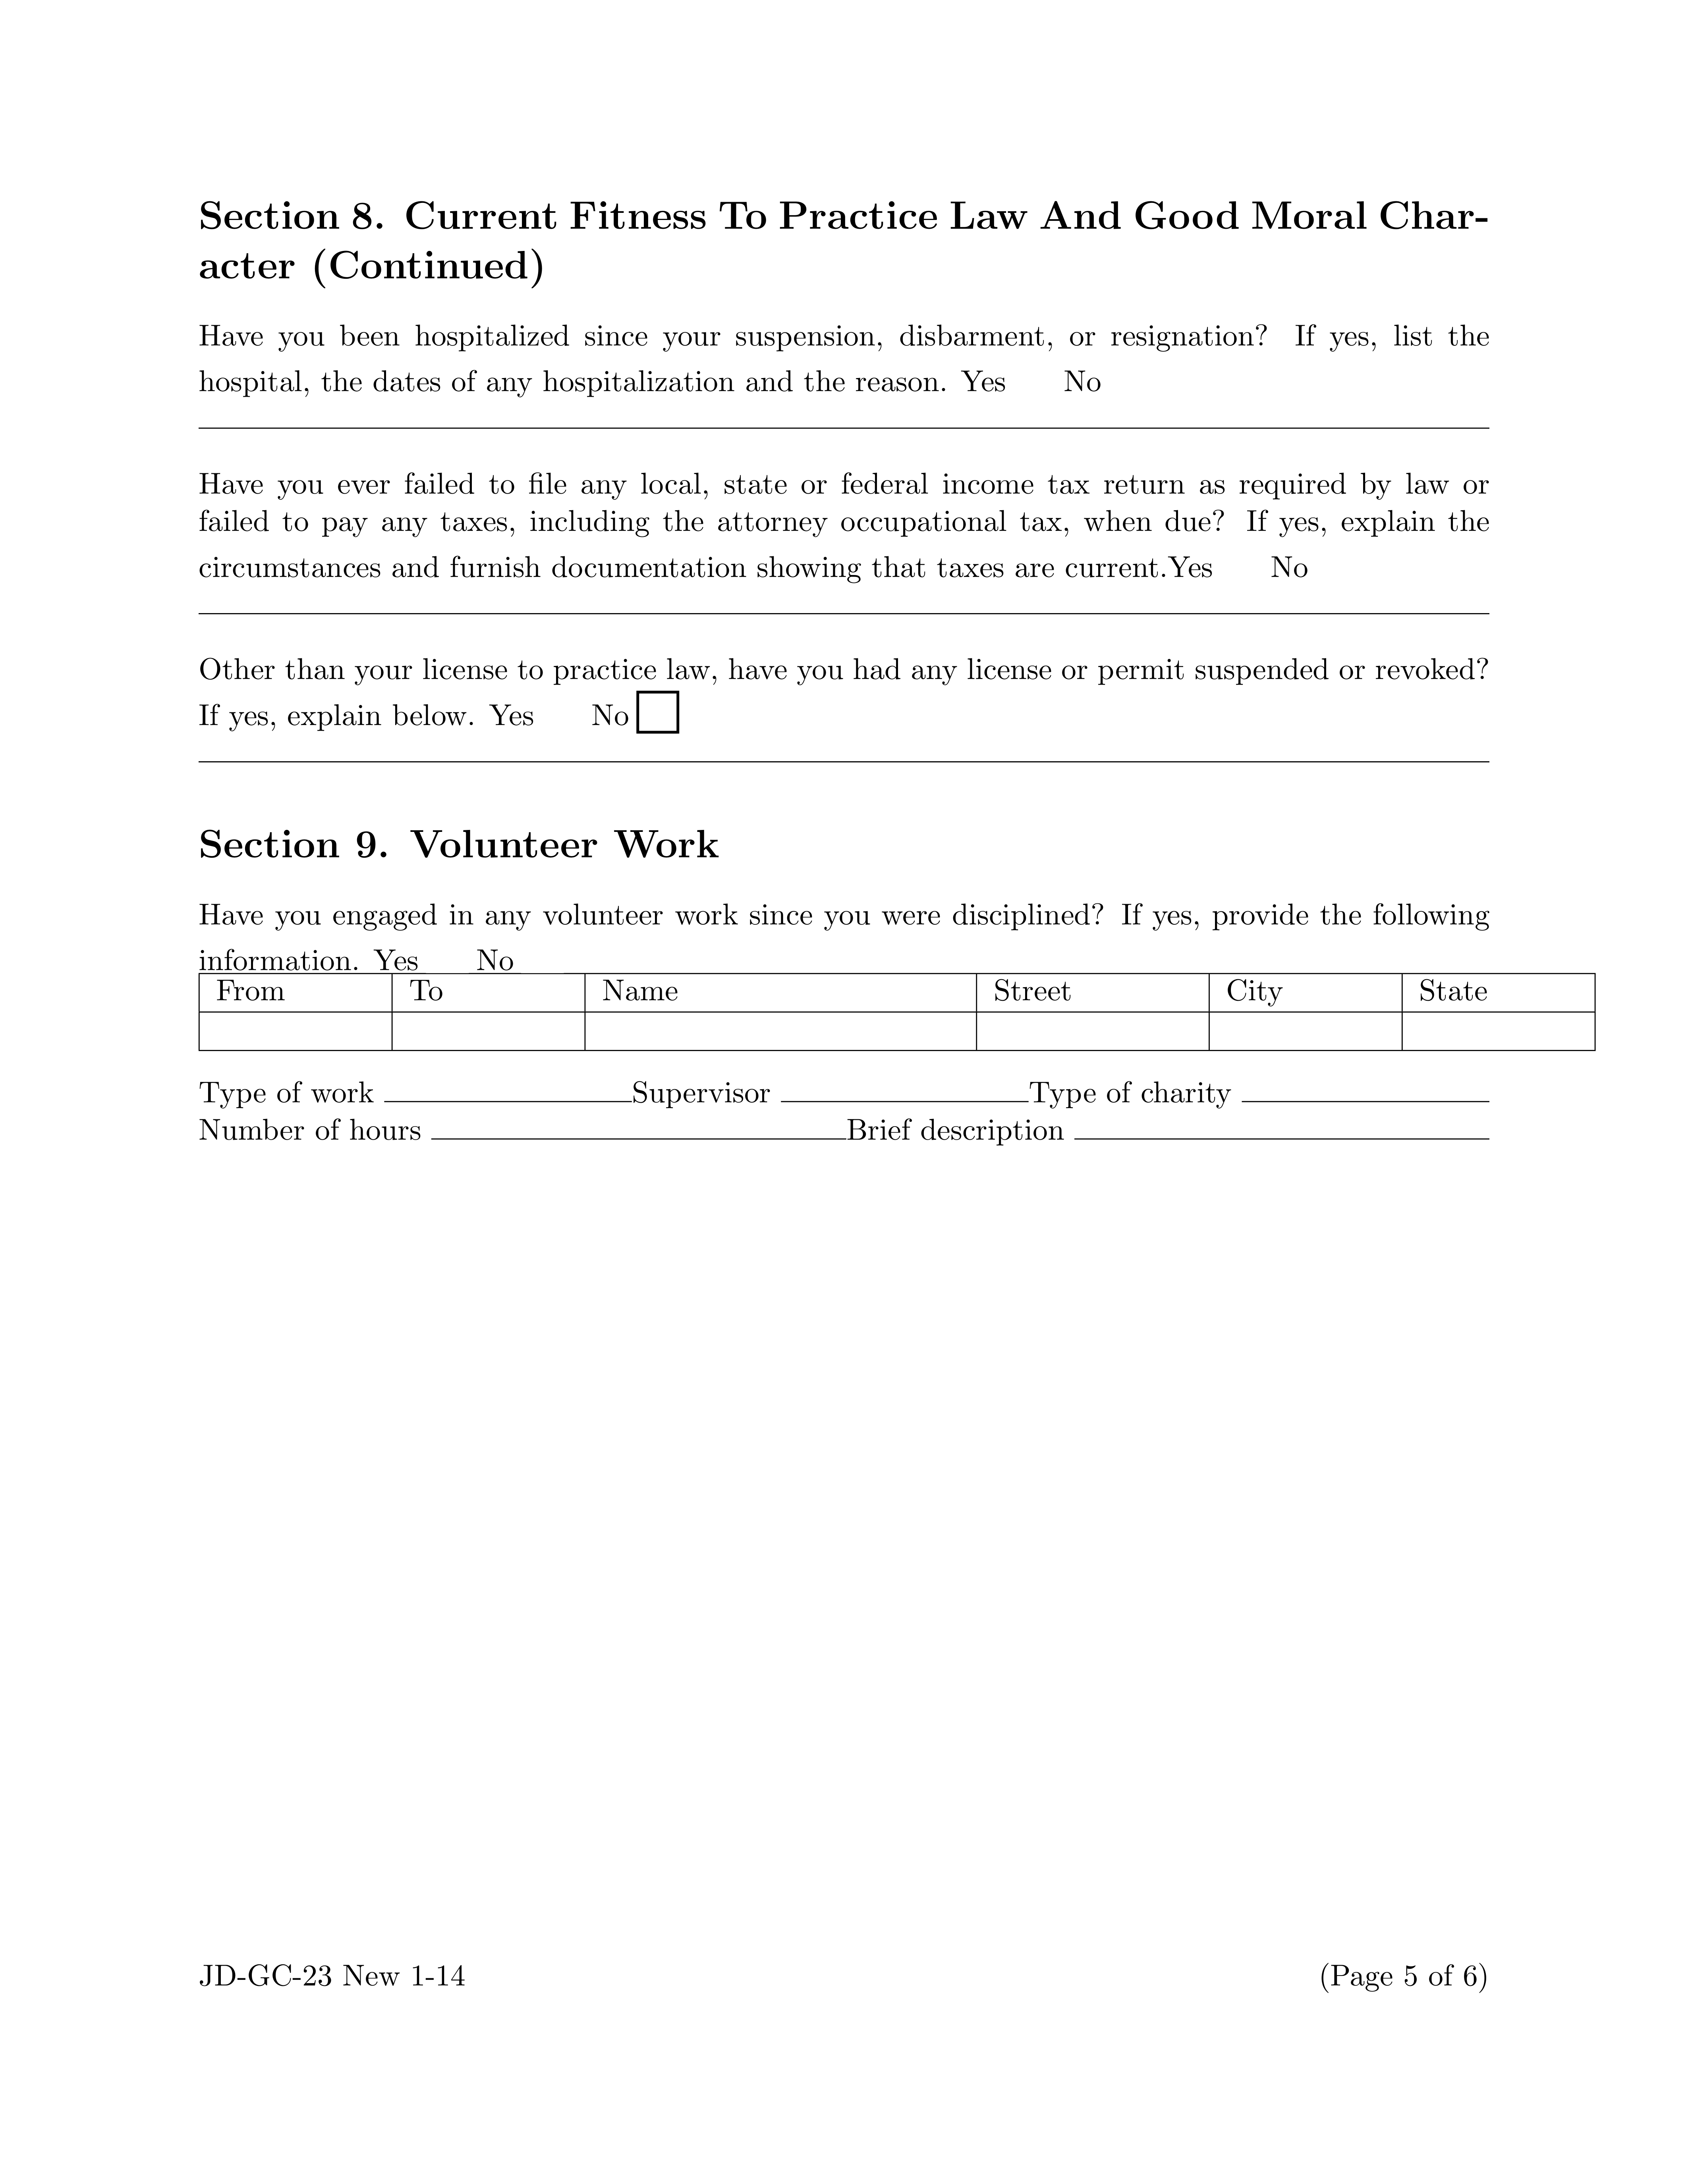 Section 8. Current Fitness To Practice Law And Good Moral Char-
acter (Continued)
Have you been hospitalized since your suspension, disbarment, or resignation? If yes, list the
hospital, the dates of any hospitalization and the reason. Yes No
Have you ever failed to file any local, state or federal income tax return as required by law or
failed to pay any taxes, including the attorney occupational tax, when due? If yes, explain the
circumstances and furnish documentation showing that taxes are current.Yes No
Other than your license to practice law, have you had any license or permit suspended or revoked?
If yes, explain below. Yes No
Section 9. Volunteer Work
Have you engaged in any volunteer work since you were disciplined? If yes, provide the following
information. Yes No
From To Name Street City State
Type of work Supervisor Type of charity
Number of hours Brief description
JD-GC-23 New 1-14 (Page 5 of 6)